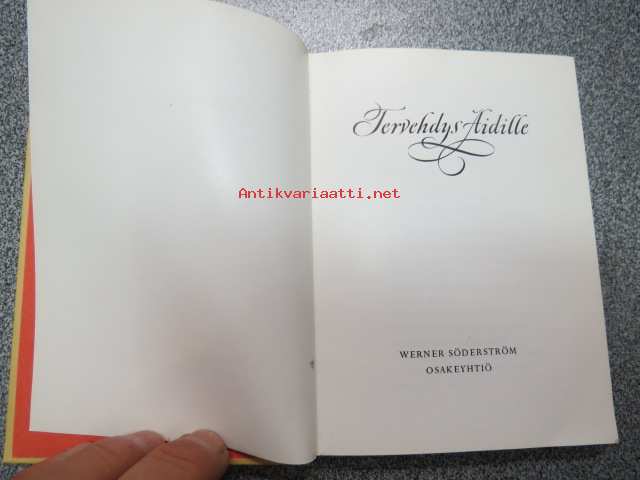 Tervehdys Äidille
Antikvariaatti.net
WERNER SÖDERSTRÖM
OSAKEYHTIÖ